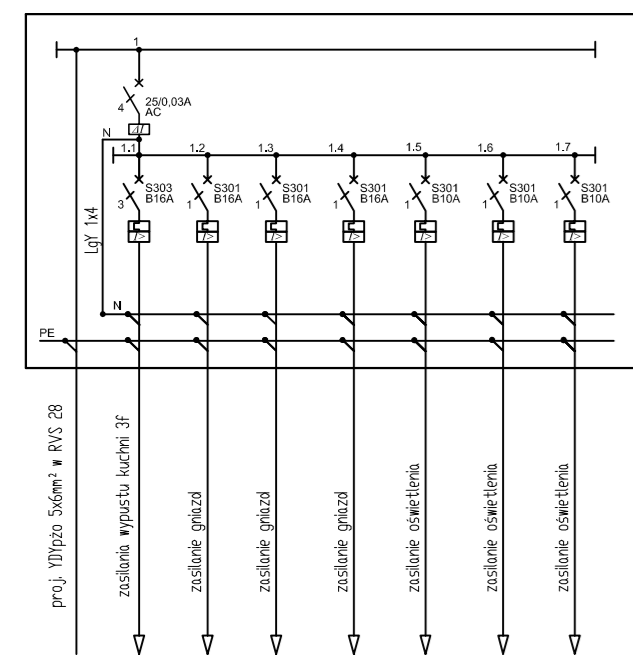 1
4
25/0,03A
AC
N
1.1
1.2
1.3
1.4
1.5
1.6
1.7
3
S303
B16A
1
S301
B16A
1
S301
B16A
1
S301
B16A
1
S301
B10A
1
S301
B10A
1
S301
B10A
I>
I>
I>
I>
I>
I>
I>
LgY 1x4
N
PE
proj. YDYpżo 5x6mm² w RVS 28
zasilania wypustu kuchni 3f
zasilanie gniazd
zasilanie gniazd
zasilanie gniazd
zasilanie oświetlenia
zasilanie oświetlenia
zasilanie oświetlenia